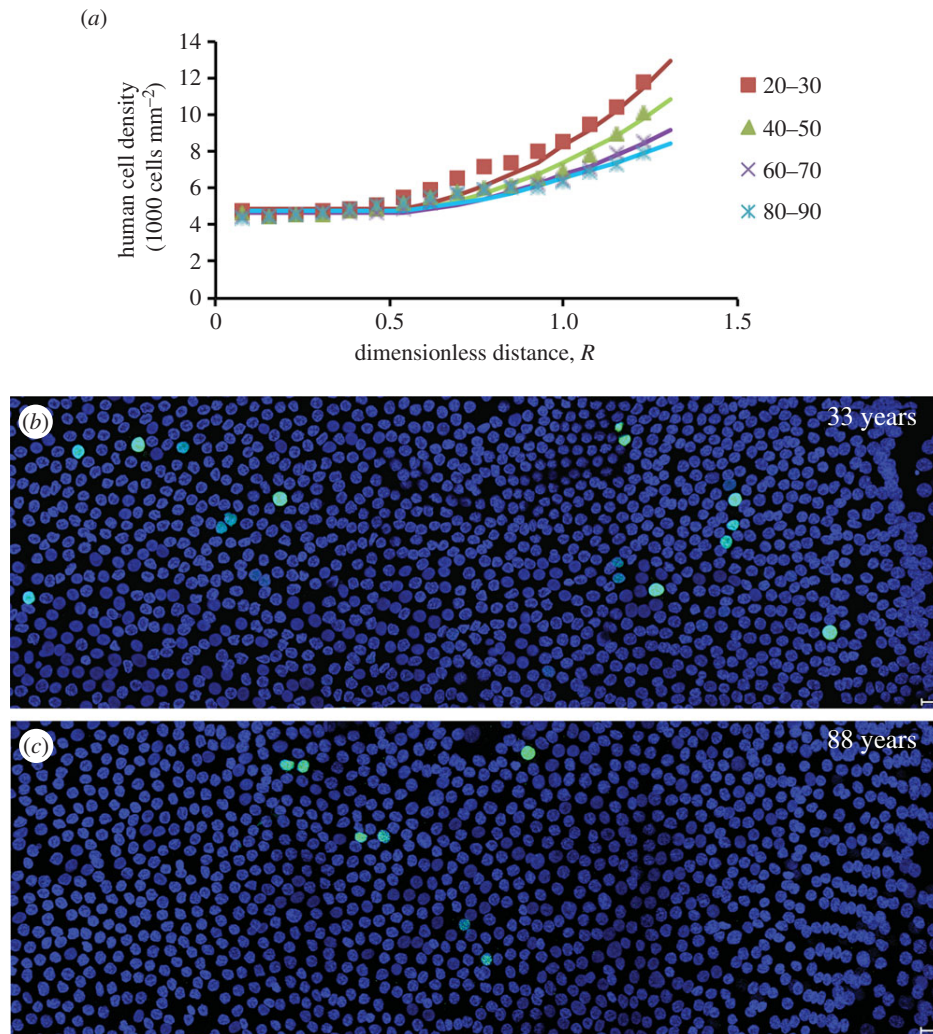 (a)
14
12
10
8
6
4
2
0
human cell density
(1000 cells mm⁻²)
0
0.5
1.0
1.5
dimensionless distance, R
20–30
40–50
60–70
80–90
(b)
33 years
(c)
88 years